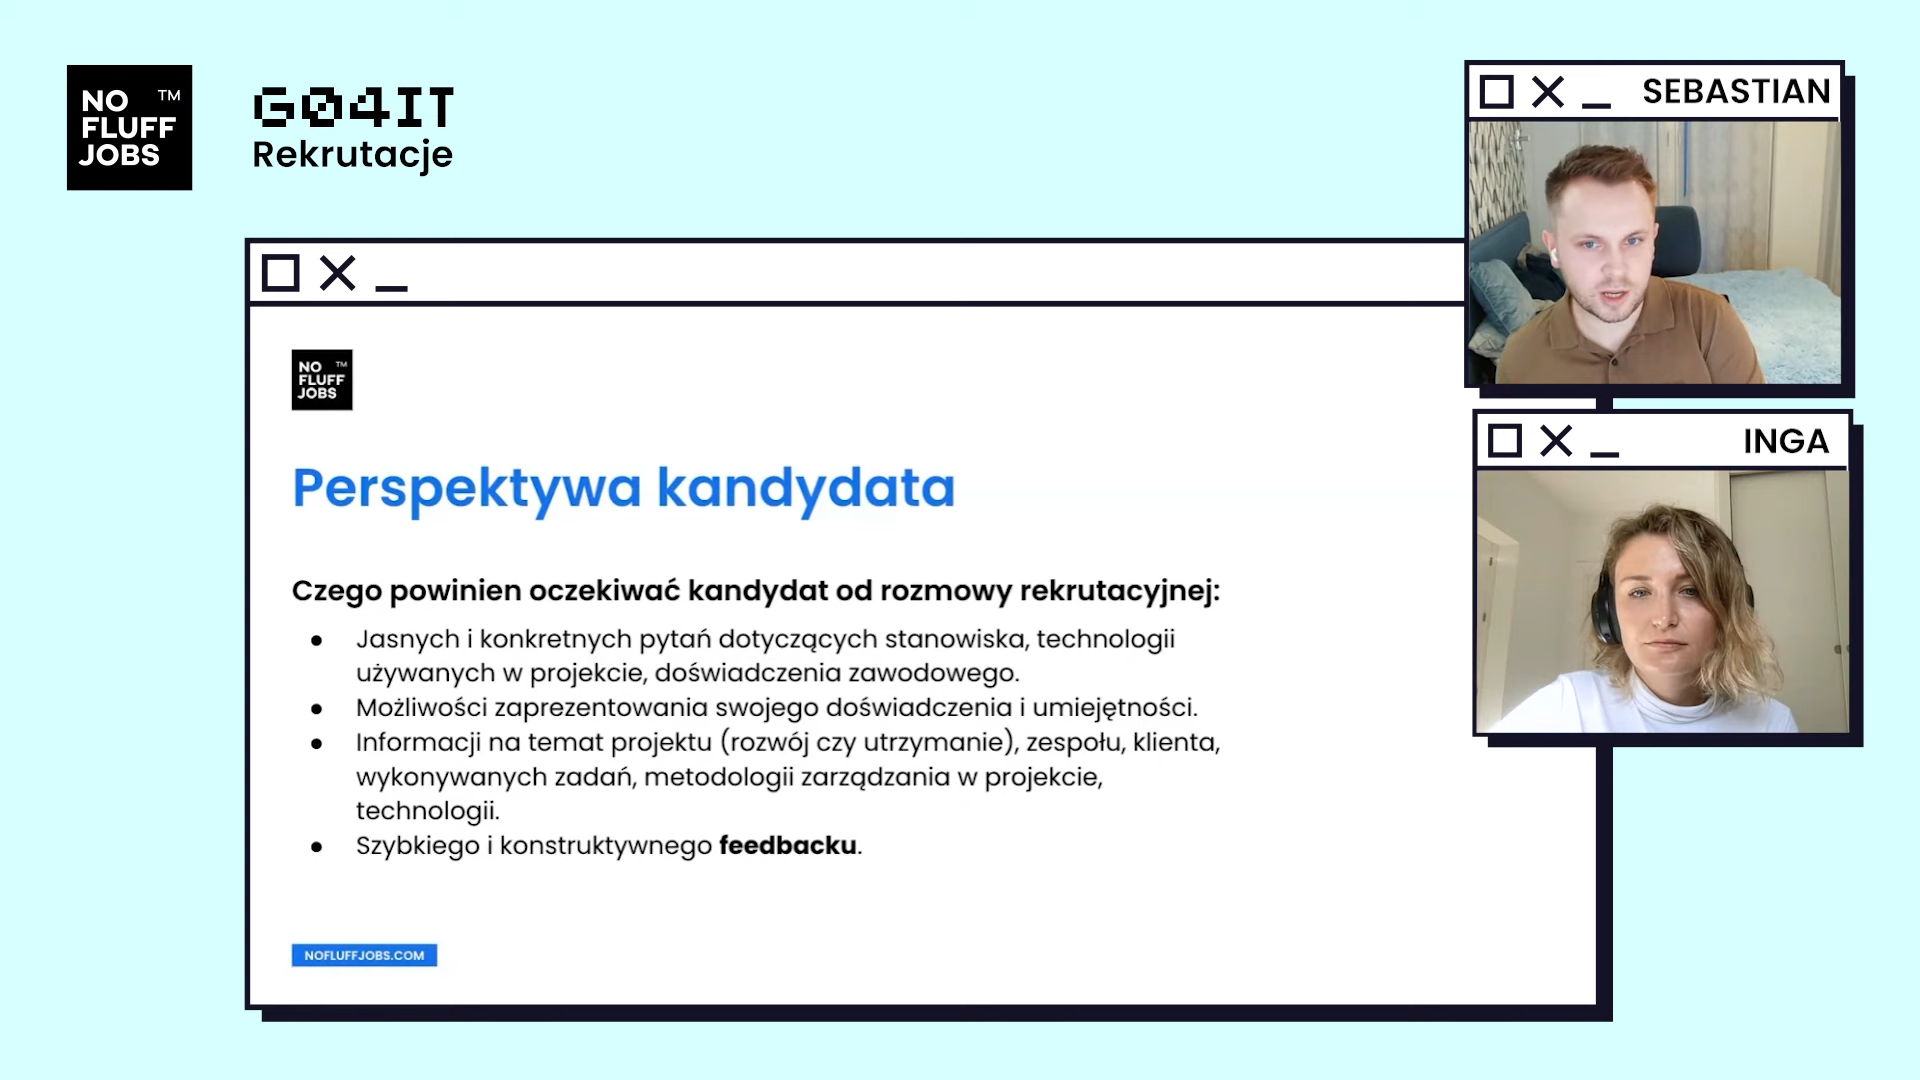 NO ™
FLUFF
JOBS
G04IT
Rekrutacje
SEBASTIAN
INGA
NO ™
FLUFF
JOBS
Perspektywa kandydata
Czego powinien oczekiwać kandydat od rozmowy rekrutacyjnej:
● Jasnych i konkretnych pytań dotyczących stanowiska, technologii
używanych w projekcie, doświadczenia zawodowego.
● Możliwości zaprezentowania swojego doświadczenia i umiejętności.
● Informacji na temat projektu (rozwój czy utrzymanie), zespołu, klienta,
wykonywanych zadań, metodologii zarządzania w projekcie,
technologii.
● Szybkiego i konstruktywnego feedbacku.
NOFLUFFJOBS.COM